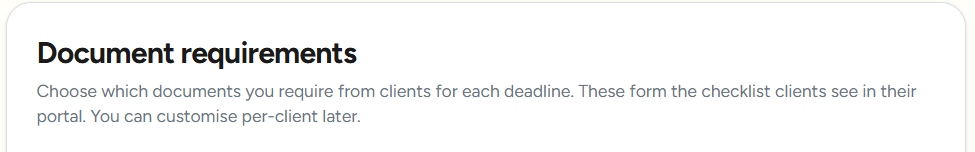 Document requirements
Choose which documents you require from clients for each deadline. These form the checklist clients see in their
portal. You can customise per-client later.